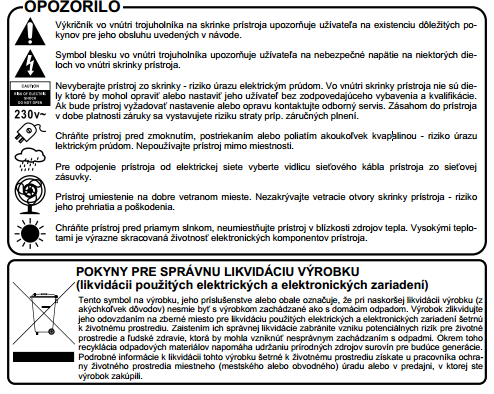 OPOZORILO
Výkričník vo vnútri trojuholníka na skrinke prístroja upozorňuje užívateľa na existenciu dôležitých po-
kynov pre jeho obsluhu uvedených v návode.
Symbol blesku vo vnútri trojuholníka upozorňuje užívateľa na nebezpečné napätie na niektorých die-
loch vo vnútri skrinky prístroja.
CAUTION
RISK OF ELECTRIC
SHOCK
DO NOT OPEN
230v~
Nevyberajte prístroj zo skrinky - riziko úrazu elektrickým prúdom. Vo vnútri skrinky prístroja nie sú die-
ly ktoré by mohol opraviť alebo nastaviť jeho užívateľ bez zodpovedajúceho vybavenia a kvalifikácie.
Ak bude prístroj vyžadovať nastavenie alebo opravu kontaktujte odborný servis. Zásahom do prístroja
v dobe platnosti záruky sa vystavujete riziku straty príp. záručných plnení.
Chráňte prístroj pred zmoknutím, postriekaním alebo poliatím akoukoľvek kvapalinou - riziko úrazu
lektrickým prúdom. Nepoužívajte prístroj mimo miestnosti.
Pre odpojenie prístroja od electrickej siete vyberte vidlicu sieťového kábla prístroja zo sieťovej
zásuvky.
Prístroj umiestenie na dobre vetranom mieste. Nezakrývajte vetracie otvory skrinky prístroja - riziko
jeho prehriatia a poškodenia.
Chráňte prístroj pred priamym slnkom, neumiestňujte prístroj v blízkosti zdrojov tepla. Vysokými teplo-
tami je výrazne skracovaná životnosť elektronických komponentov prístroja.
POKYNY PRE SPRÁVNU LIKVIDÁCIU VÝROBKU
(likvidácii použitých elektrických a elektronických zariadení)
Tento symbol na výrobku, jeho príslušenstve alebo obale označuje, že pri naskoršej likvidácii výrobku (z
akýchkoľvek dôvodov) nesmie byť s výrobkom zachádzané ako s domácim odpadom. Výrobok zlikvidujte
jeho odovzdaním na zberné miesto pre likvidáciu použitých elektrických a elektronických zariadení šetrnú
k životnému prostrediu. Zaistením ich správnej likvidácie zabránite vzniku potenciálnych rizík pre životné
prostredie a ľudské zdravie, ktorá by mohla vzniknúť nesprávnym zachádzaním s odpadmi. Okrem toho
recyklácia odpadových materiálov napomáha udržaniu prírodných zdrojov surovín pre budúce generácie.
Podrobné informácie k likvidácii tohto výrobku šetrné k životnému prostrediu získate u pracovníka ochra-
ny životného prostredia miestneho (mestského alebo obvodného) úradu alebo v predajni, v ktorej ste
výrobok zakúpili.